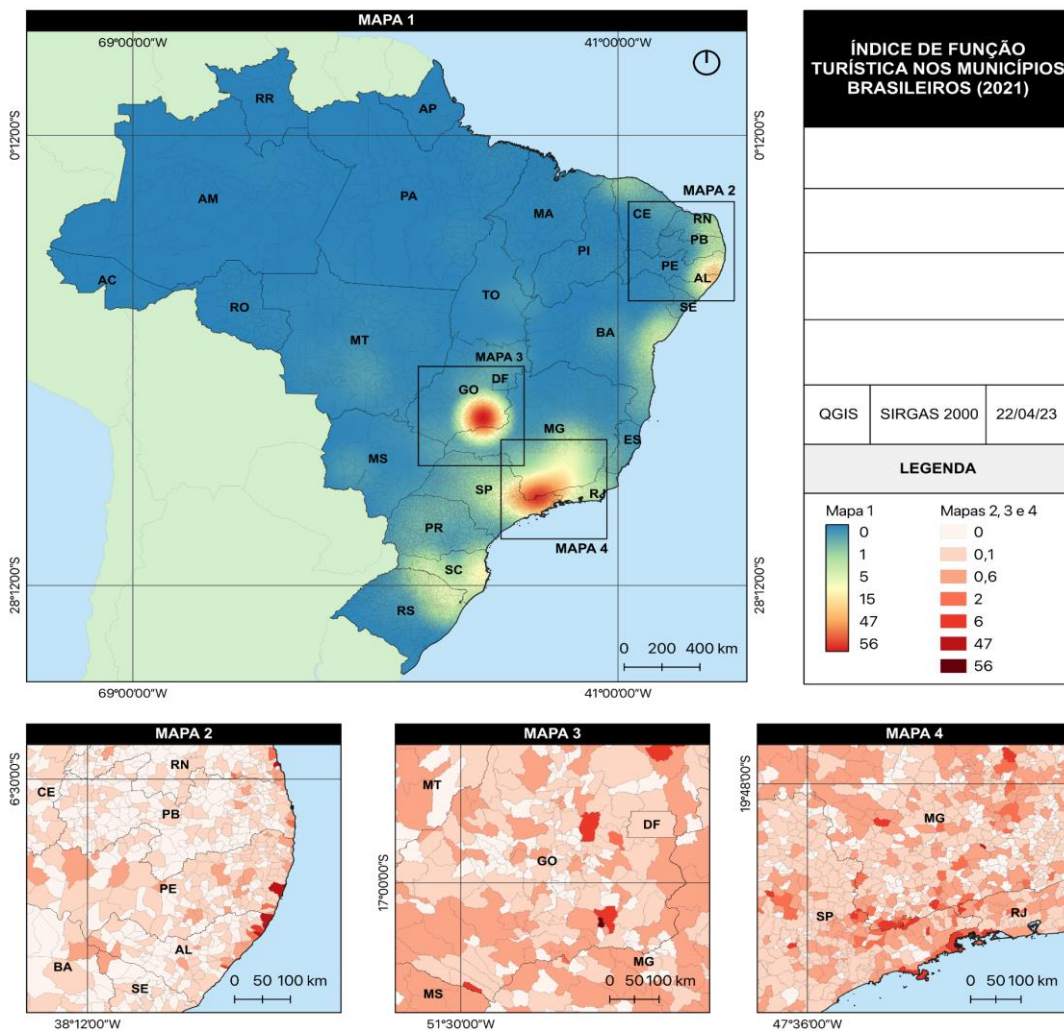 MAPA 1
69°00'00"W
41°00'00"W
0°12'00"S
0°12'00"S
RR
AP
AM
PA
MA
CE
MAPA 2
RN
PB
PI
PE
AL
AC
RO
TO
SE
BA
MT
MAPA 3
DF
GO
MG
ES
MS
SP
RJ
PR
MAPA 4
SC
28°12'00"S
28°12'00"S
RS
0 200 400 km
69°00'00"W
41°00'00"W
ÍNDICE DE FUNÇÃO
TURÍSTICA NOS MUNICÍPIOS
BRASILEIROS (2021)
QGIS SIRGAS 2000 22/04/23
LEGENDA
Mapa 1
0
1
5
15
47
56
Mapas 2, 3 e 4
0
0,1
0,6
2
6
47
56
MAPA 2
6°30'00"S
RN
CE
PB
PE
AL
BA
SE
0 50 100 km
38°12'00"W
MAPA 3
MT
DF
GO
17°00'00"S
MG
MS
0 50 100 km
51°30'00"W
MAPA 4
19°48'00"S
MG
SP
RJ
0 50 100 km
47°36'00"W